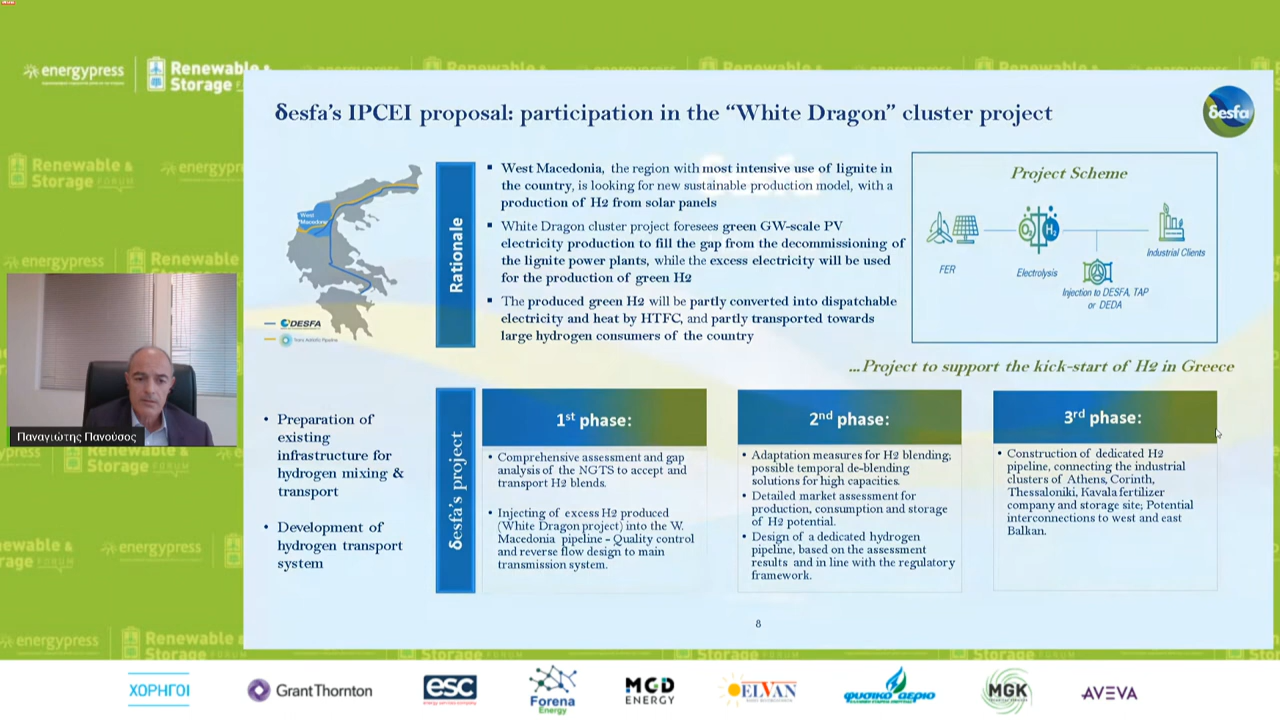 energypress
Renewable &
Storage FORUM
δesfa's IPCEI proposal: participation in the “White Dragon” cluster project
δesfa
West Macedonia
DESFA
Trans Adriatic Pipeline
Rationale
▪ West Macedonia, the region with most intensive use of lignite in
the country, is looking for new sustainable production model, with a
production of H2 from solar panels
▪ White Dragon cluster project foresees green GW-scale PV
electricity production to fill the gap from the decommissioning of
the lignite power plants, while the excess electricity will be used
for the production of green H2
▪ The produced green H2 will be partly converted into dispatchable
electricity and heat by HTFC, and partly transported towards
large hydrogen consumers of the country
Project Scheme
O2 H2
FER
Electrolysis
Industrial Clients
Injection to DESFA, TAP
or DEDA
...Project to support the kick-start of H2 in Greece
Παναγιώτης Πανούσος
• Preparation of
existing
infrastructure for
hydrogen mixing &
transport
• Development of
hydrogen transport
system
δesfa's project
1st phase:
• Comprehensive assessment and gap
analysis of the NGTS to accept and
transport H2 blends.
• Injecting of excess H2 produced
(White Dragon project) into the W.
Macedonia pipeline - Quality control
and reverse flow design to main
transmission system.
2nd phase:
• Adaptation measures for H2 blending;
possible temporal de-blending
solutions for high capacities.
• Detailed market assessment for
production, consumption and storage
of H2 potential.
• Design of a dedicated hydrogen
pipeline, based on the assessment
results and in line with the regulatory
framework.
3rd phase:
• Construction of dedicated H2
pipeline, connecting the industrial
clusters of Athens, Corinth,
Thessaloniki, Kavala fertilizer
company and storage site; Potential
interconnections to west and east
Balkan.
8
ΧΟΡΗΓΟΙ
Grant Thornton
esc
energy services company
Forena
Energy
MGD
ENERGY
ELVAN
φυσικό αέριο
MGK
AVEVA